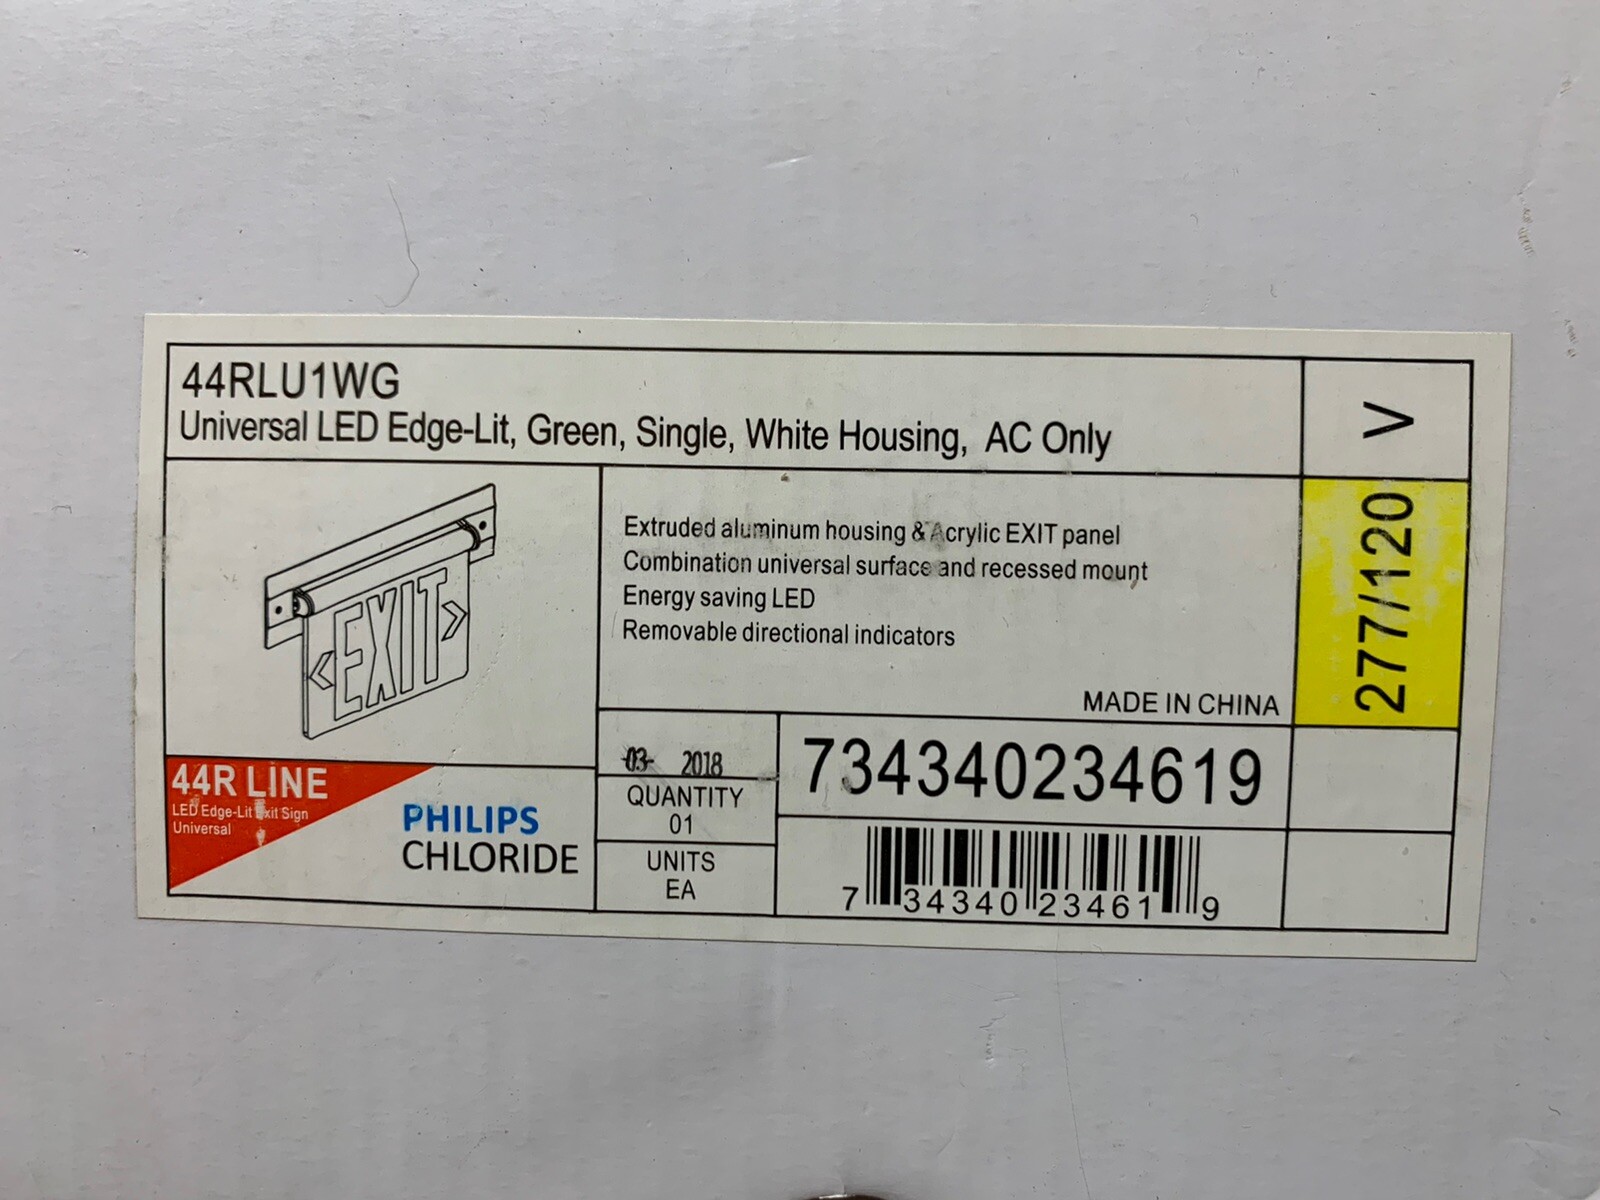 44RLU1WG
Universal LED Edge-Lit, Green, Single, White Housing, AC Only
V
277/120
EXIT
Extruded aluminum housing & Acrylic EXIT panel
Combination universal surface and recessed mount
Energy saving LED
Removable directional indicators
MADE IN CHINA
44R LINE
LED Edge-Lit Exit Sign
Universal
PHILIPS
CHLORIDE
03- 2018
QUANTITY
01
UNITS
EA
734340234619
7 34340 23461 9